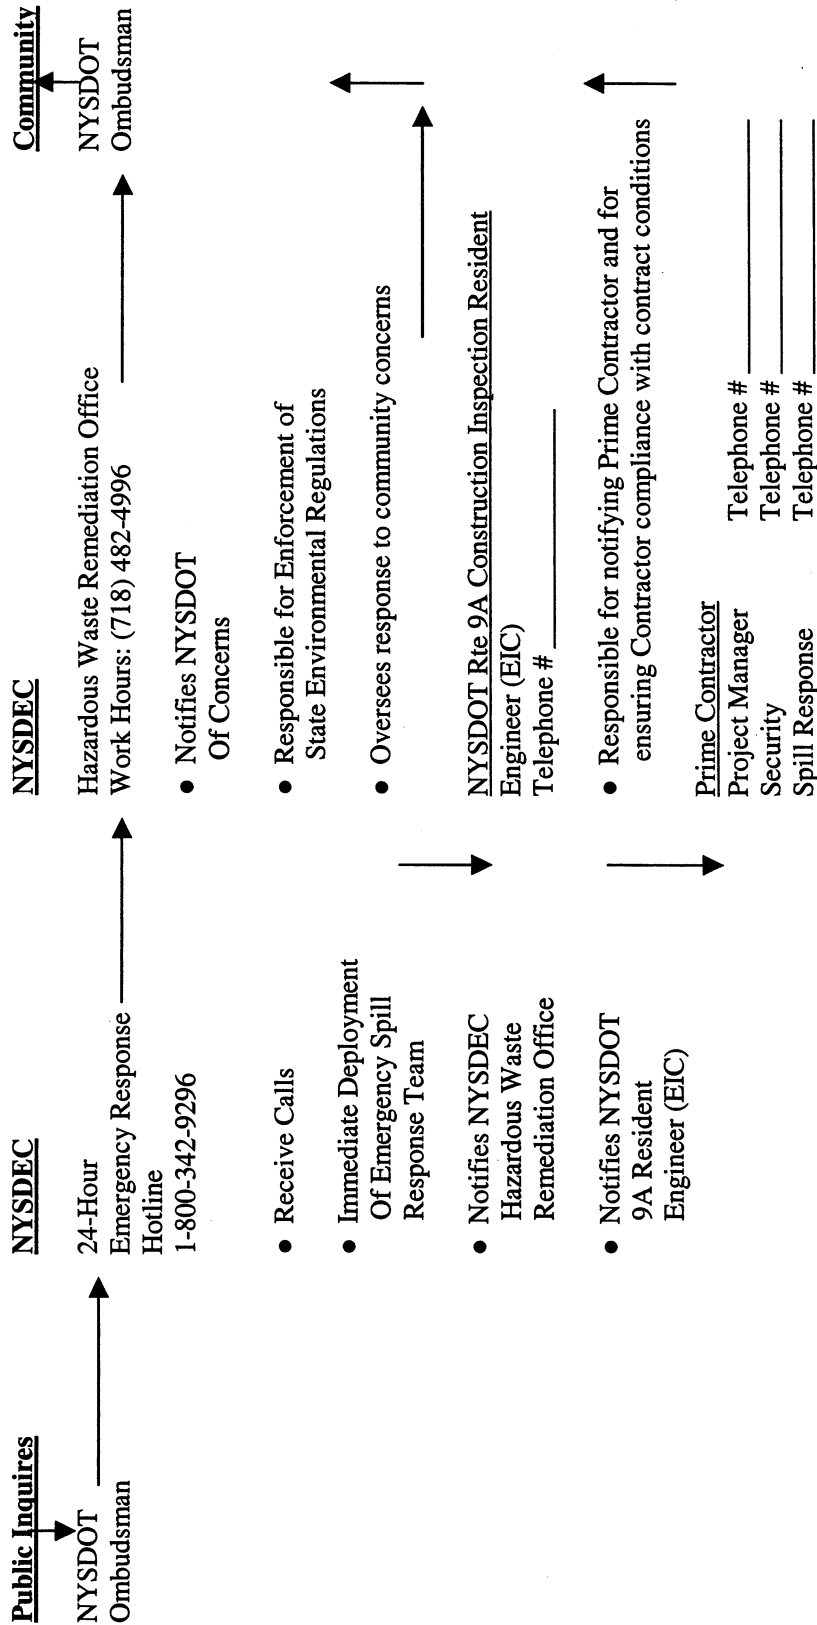 Public Inquires
NYSDOT
Ombudsman
NYSDEC
24-Hour
Emergency Response
Hotline
1-800-342-9296
• Receive Calls
• Immediate Deployment
Of Emergency Spill
Response Team
• Notifies NYSDEC
Hazardous Waste
Remediation Office
• Notifies NYSDOT
9A Resident
Engineer (EIC)
NYSDEC
Hazardous Waste Remediation Office
Work Hours: (718) 482-4996
• Notifies NYSDOT
Of Concerns
• Responsible for Enforcement of
State Environmental Regulations
• Oversees response to community concerns
NYSDOT Rte 9A Construction Inspection Resident
Engineer (EIC)
Telephone #
• Responsible for notifying Prime Contractor and for
ensuring Contractor compliance with contract conditions
Prime Contractor
Project Manager Telephone #
Security Telephone #
Spill Response Telephone #
Community
NYSDOT
Ombudsman